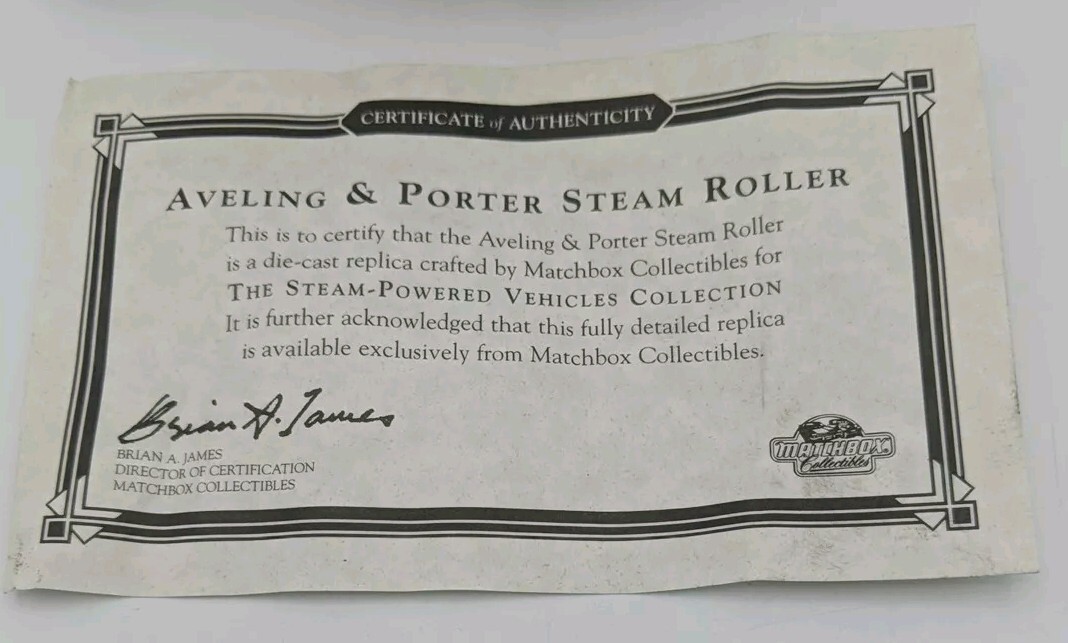 CERTIFICATE of AUTHENTICITY
AVELING & PORTER STEAM ROLLER
This is to certify that the Aveling & Porter Steam Roller
is a die-cast replica crafted by Matchbox Collectibles for
THE STEAM-POWERED VEHICLES COLLECTION
It is further acknowledged that this fully detailed replica
is available exclusively from Matchbox Collectibles.
Brian A. James
BRIAN A. JAMES
DIRECTOR OF CERTIFICATION
MATCHBOX COLLECTIBLES
MATCHBOX
Collectibles